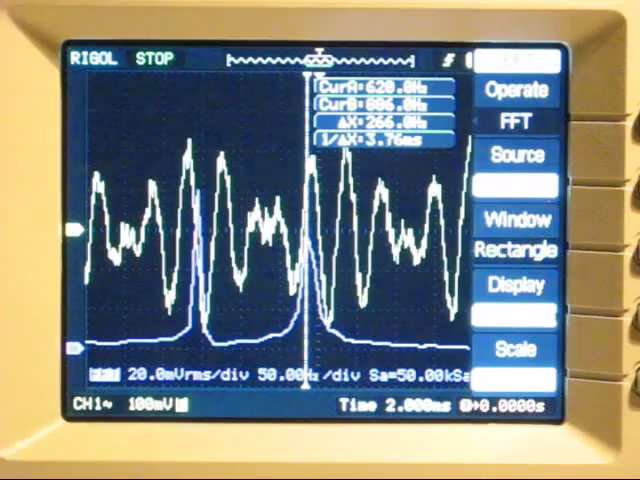 RIGOL STOP
CurA:620.0Hz
CurB:886.0Hz
ΔX:266.0Hz
1/ΔX:3.76ms
Operate
FFT
Source
Window
Rectangle
Display
Scale
20.0mVrms/div 50.00Hz/div Sa=50.00kSa
CH1~ 100mV Time 2.000ms +0.0000s